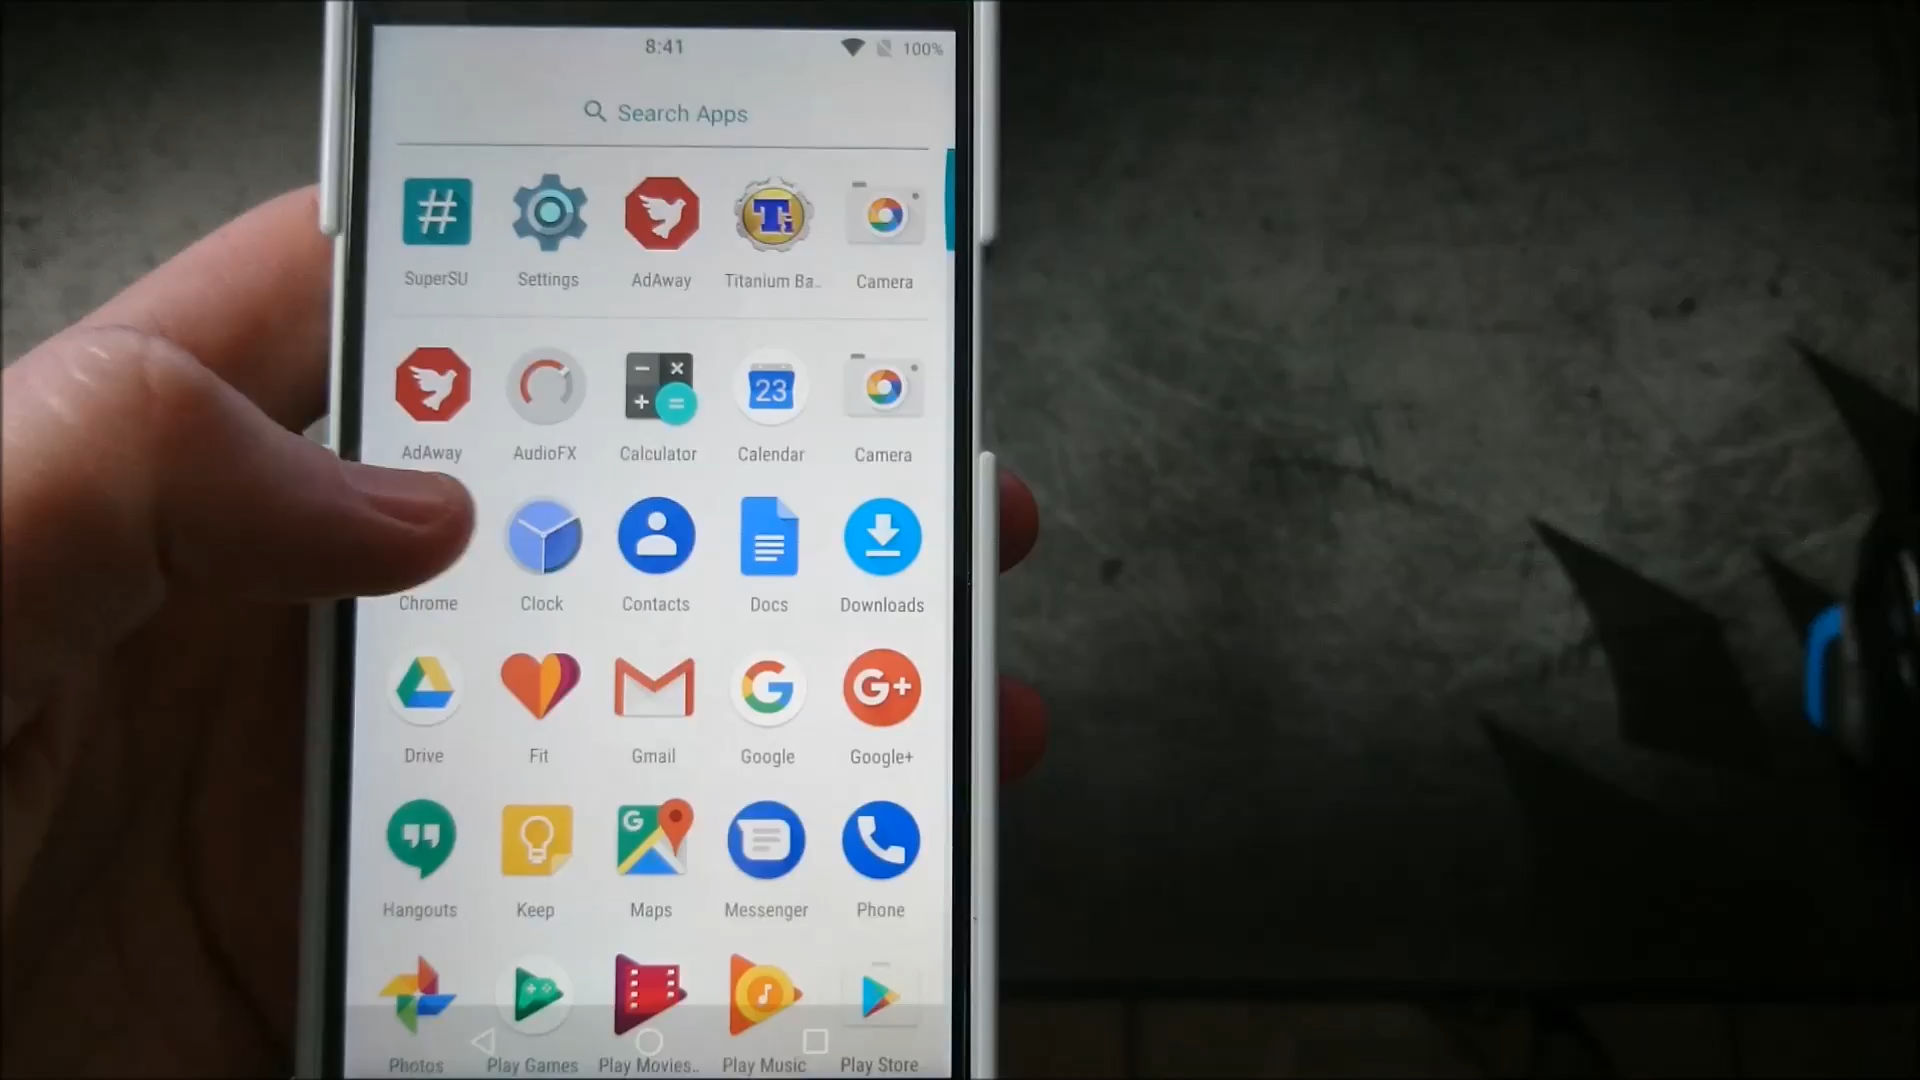 8:41 100%
Search Apps
#
Ti
SuperSU Settings AdAway Titanium Ba..
Camera
23
AdAway AudioFX Calculator Calendar Camera
Chrome Clock Contacts Docs Downloads
G G+
Drive Fit Gmail Google Google+
G
Hangouts Keep Maps Messenger Phone
Photos Play Games Play Movies.. Play Music Play Store